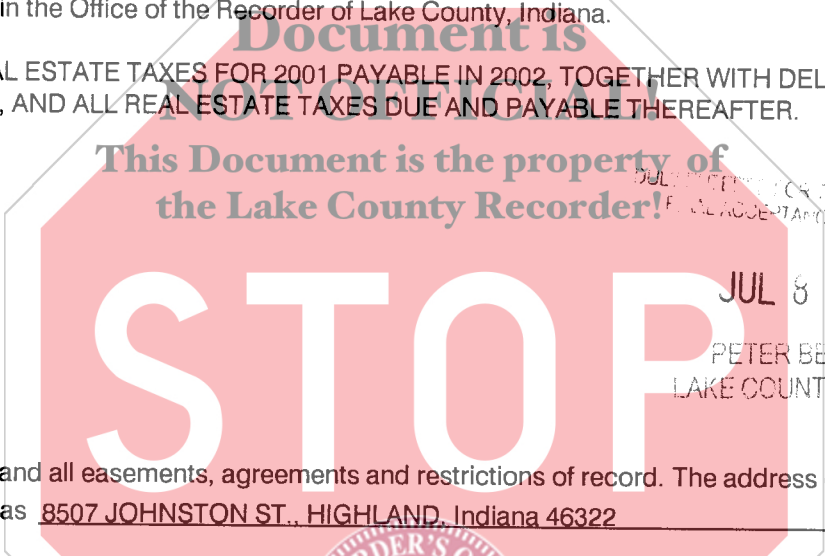 in the Office of the Recorder of Lake County, Indiana.
Document is
AL ESTATE TAXES FOR 2001 PAYABLE IN 2002, TOGETHER WITH DEL
NOT OFFICIAL!
, AND ALL REAL ESTATE TAXES DUE AND PAYABLE THEREAFTER.
This Document is the property of
the Lake County Recorder!
JUL 8
PETER BE
LAKE COUNT
STOP
and all easements, agreements and restrictions of record. The address
as 8507 JOHNSTON ST., HIGHLAND, Indiana 46322